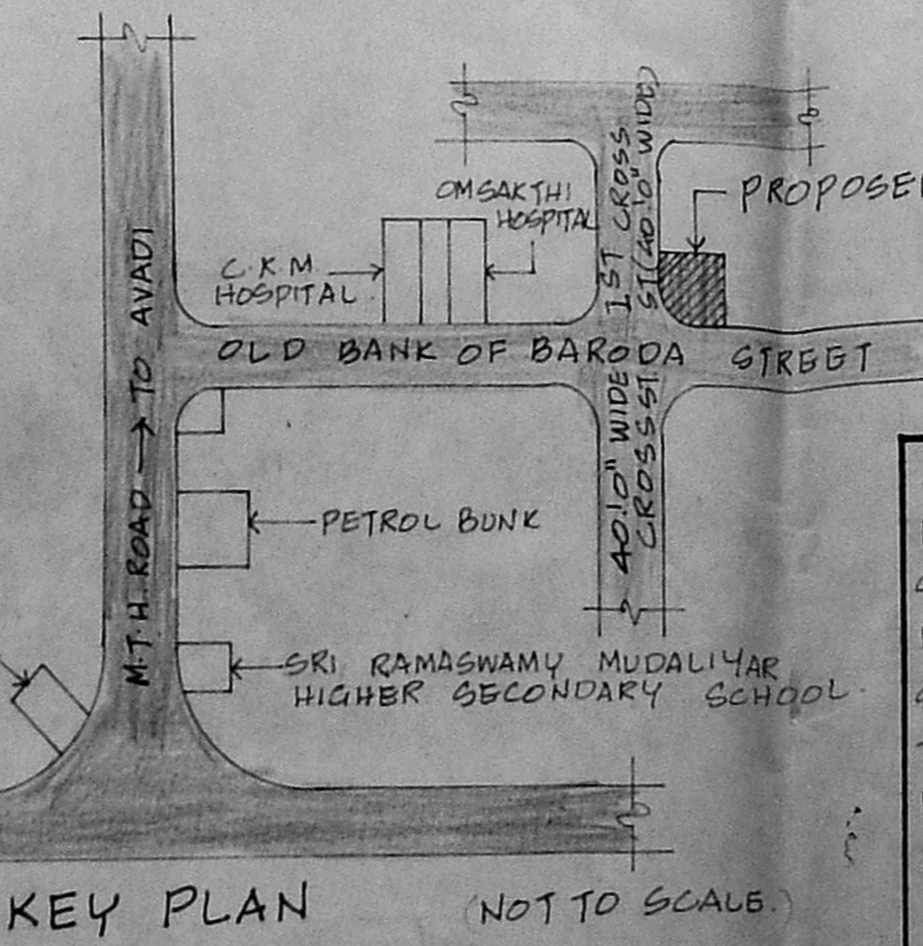 OMSAKTHI
HOSPITAL
1ST CROSS
ST(40'.0" WIDE)
PROPOSE
C.K.M
HOSPITAL
OLD BANK OF BARODA STREET
M.T.H. ROAD → TO AVADI
40'.0" WIDE
CROSS ST.
PETROL BUNK
SRI RAMASWAMY MUDALIYAR
HIGHER SECONDARY SCHOOL.
KEY PLAN (NOT TO SCALE.)